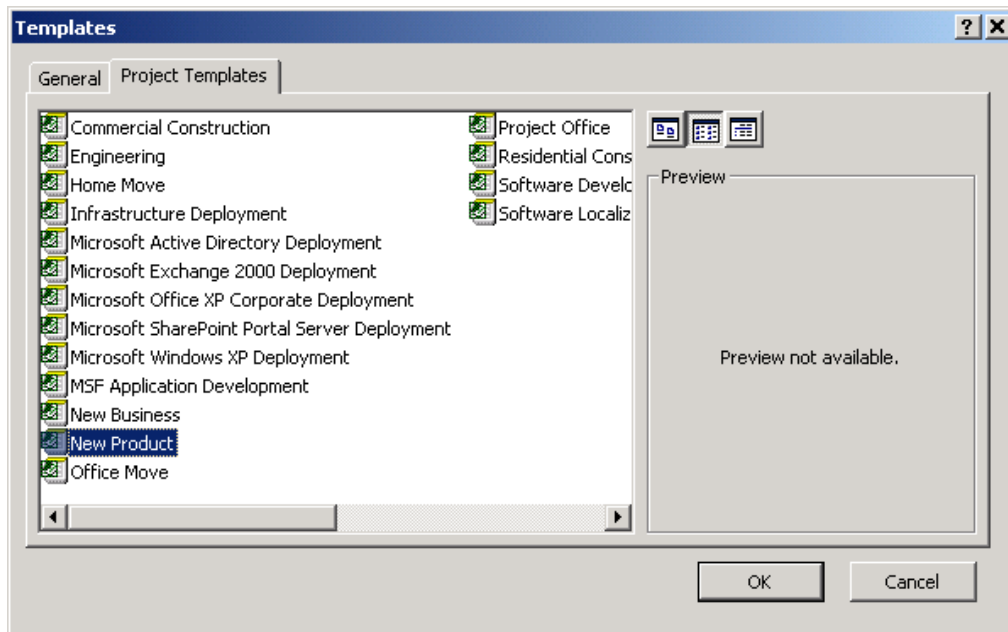 Templates
General
Project Templates
Commercial Construction
Engineering
Home Move
Infrastructure Deployment
Microsoft Active Directory Deployment
Microsoft Exchange 2000 Deployment
Microsoft Office XP Corporate Deployment
Microsoft SharePoint Portal Server Deployment
Microsoft Windows XP Deployment
MSF Application Development
New Business
New Product
Office Move
Project Office
Residential Cons
Software Develo
Software Localiz
Preview
Preview not available.
OK
Cancel